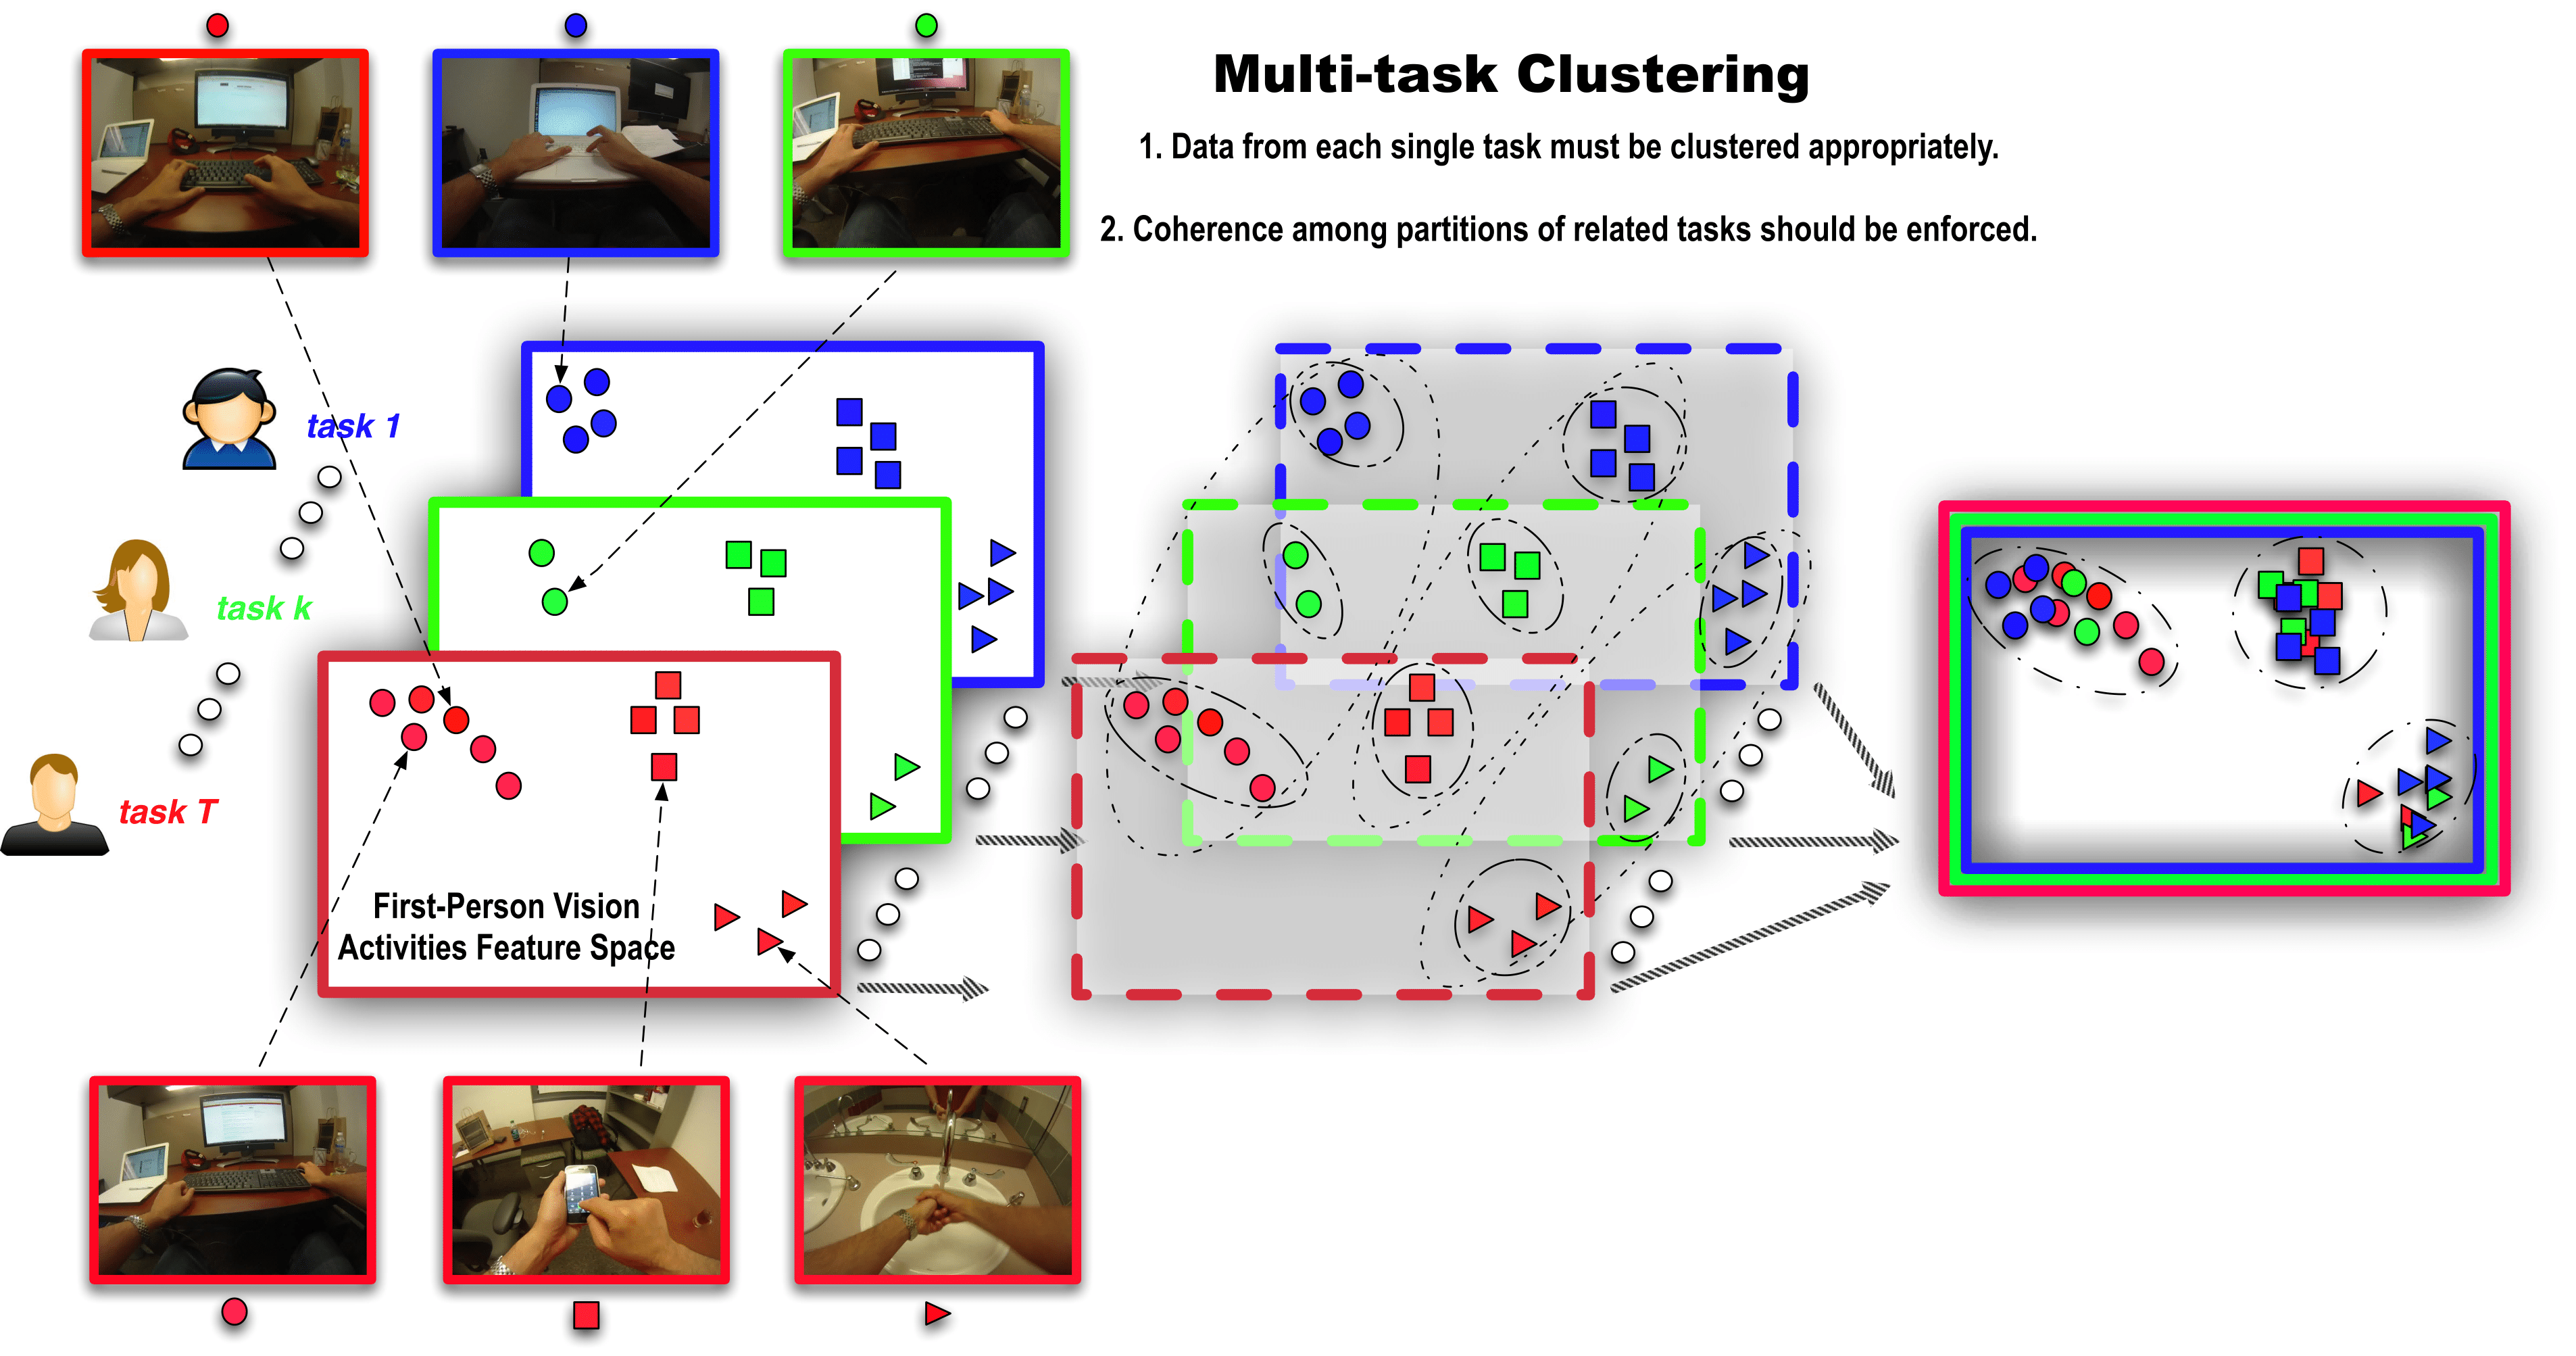 Multi-task Clustering
1. Data from each single task must be clustered appropriately.
2. Coherence among partitions of related tasks should be enforced.
task 1
task k
task T
First-Person Vision
Activities Feature Space